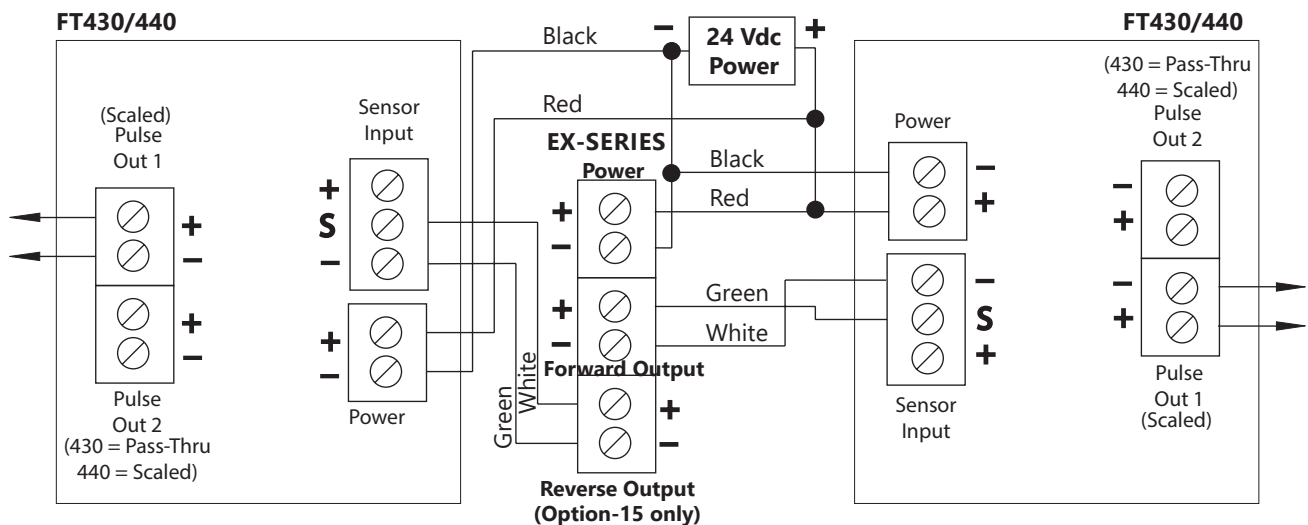 FT430/440
(Scaled)
Pulse
Out 1
+
−
+
−
Pulse
Out 2
(430 = Pass-Thru
440 = Scaled)
Sensor
Input
+
S
−
+
−
Power
Black
Red
− 24 Vdc +
Power
EX-SERIES
Power
+
−
Black
Red
+
−
Forward Output
Green
White
Green
White
+
−
Reverse Output
(Option-15 only)
FT430/440
(430 = Pass-Thru
440 = Scaled)
Pulse
Out 2
Power
−
+
−
S
+
Sensor
Input
−
+
−
+
Pulse
Out 1
(Scaled)